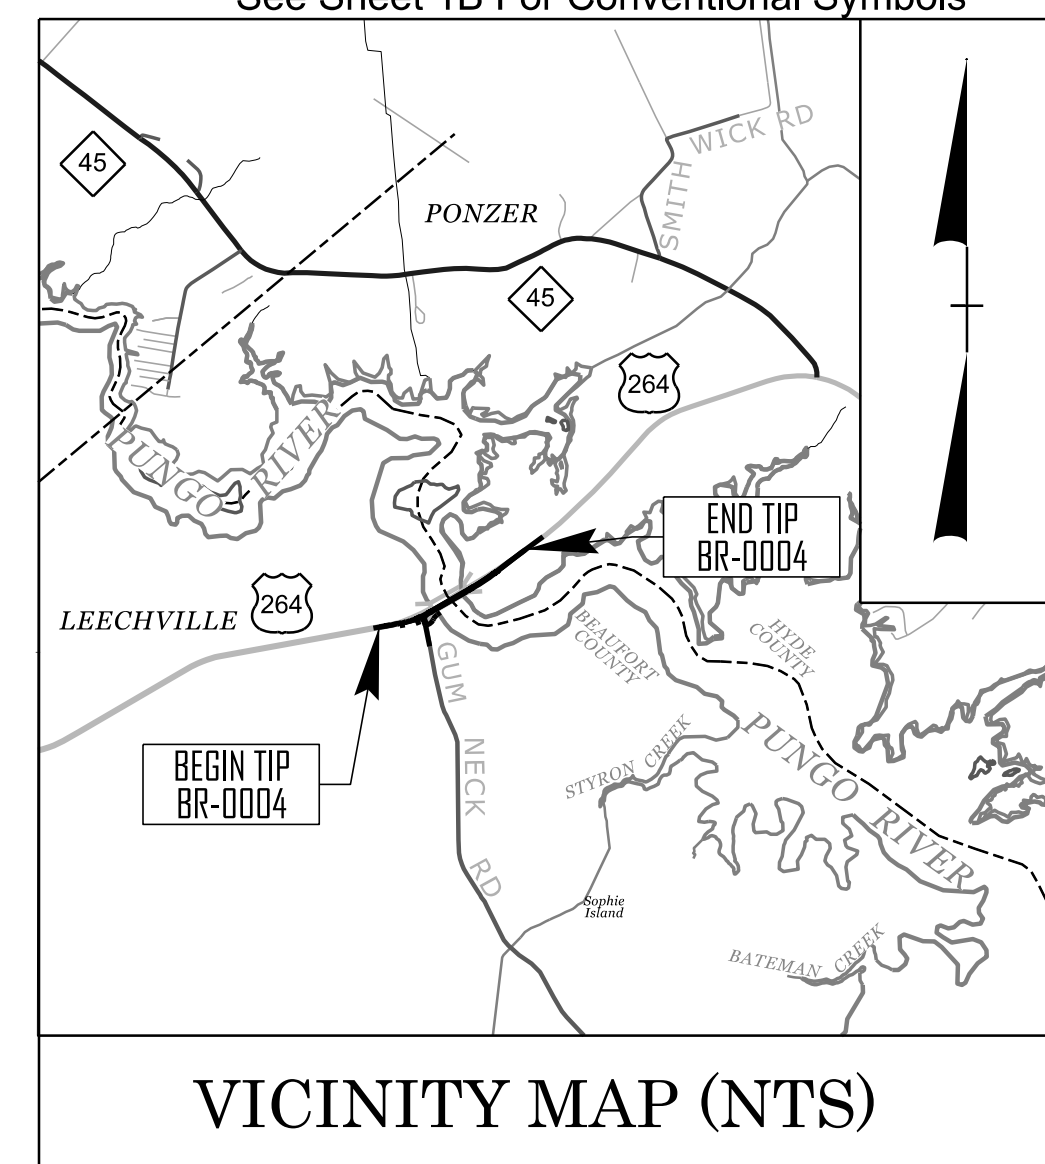 See Sheet 1B For Conventional Symbols
45
SMITH WICK RD
PONZER
45
264
PUNGO RIVER
END TIP
BR-0004
LEECHVILLE
264
BEAUFORT
COUNTY
HYDE
COUNTY
GUM NECK RD
BEGIN TIP
BR-0004
STYRON CREEK
PUNGO RIVER
Sophie
Island
BATEMAN CREEK
VICINITY MAP (NTS)